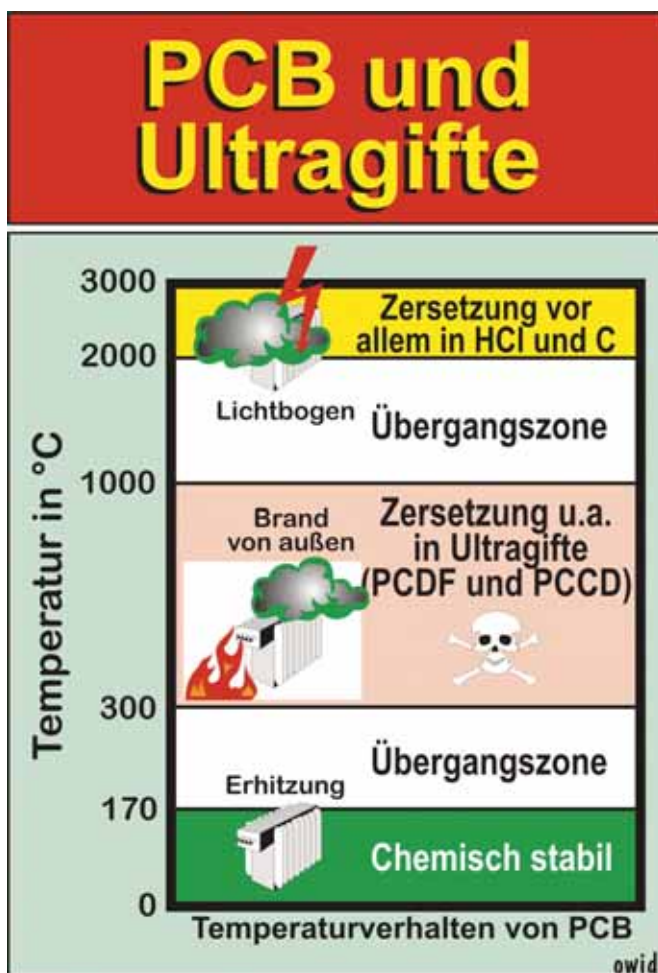 PCB und
Ultragifte
Temperatur in °C
3000
Zersetzung vor
allem in HCl und C
2000
Lichtbogen
Übergangszone
1000
Brand
von außen
Zersetzung u.a.
in Ultragifte
(PCDF und PCCD)
300
Übergangszone
Erhitzung
170
Chemisch stabil
0
Temperaturverhalten von PCB
owid